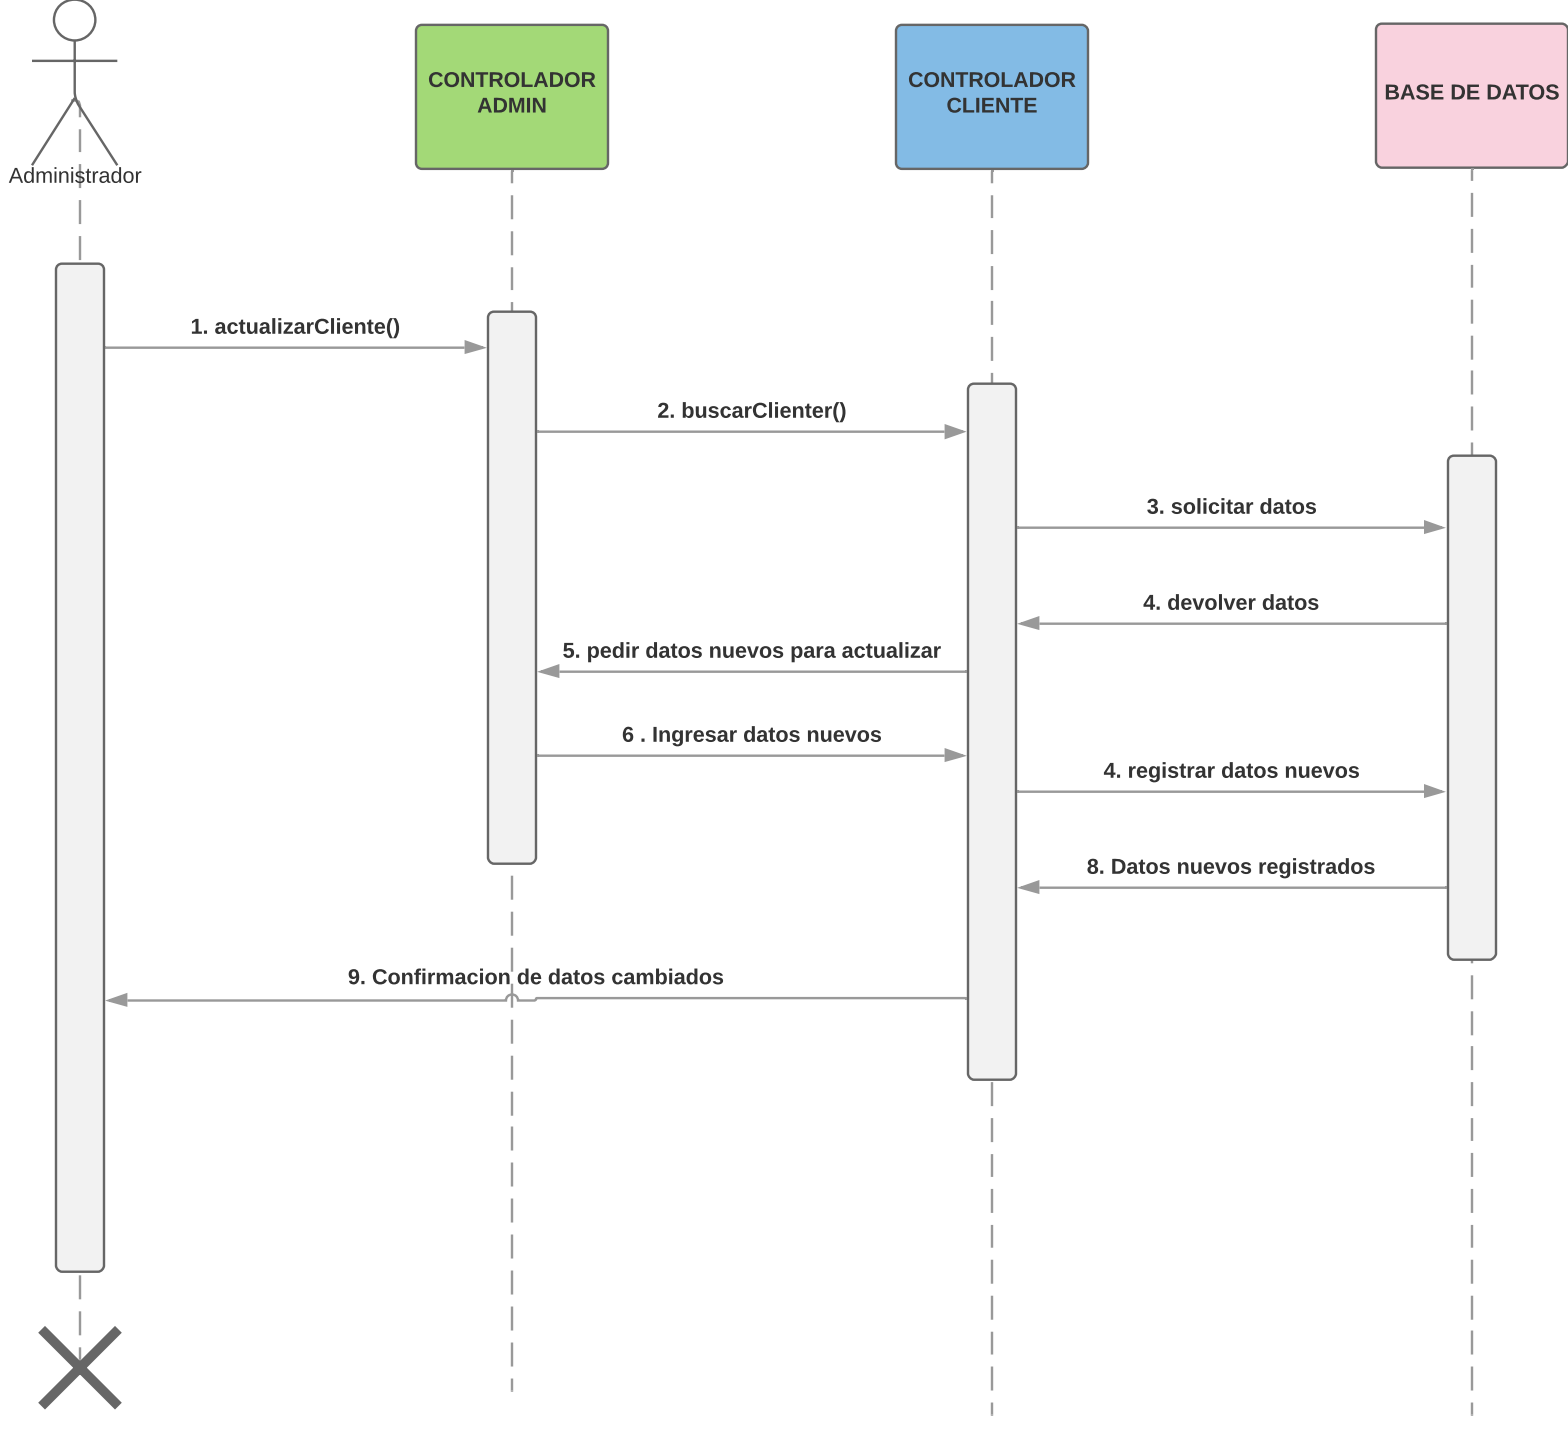 CONTROLADOR
ADMIN
CONTROLADOR
CLIENTE
BASE DE DATOS
Administrador
1. actualizarCliente()
2. buscarClienter()
3. solicitar datos
4. devolver datos
5. pedir datos nuevos para actualizar
6 . Ingresar datos nuevos
4. registrar datos nuevos
8. Datos nuevos registrados
9. Confirmacion de datos cambiados